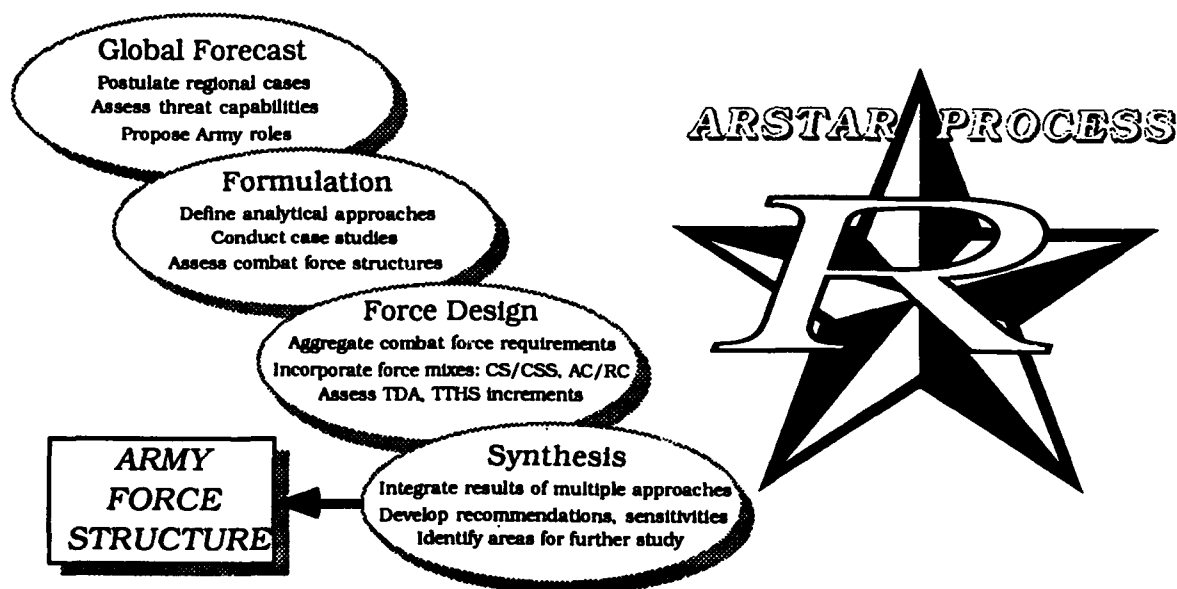 Global Forecast
Postulate regional cases
Assess threat capabilities
Propose Army roles
Formulation
Define analytical approaches
Conduct case studies
Assess combat force structures
Force Design
Aggregate combat force requirements
Incorporate force mixes: CS/CSS, AC/RC
Assess TDA, TTHS increments
Synthesis
Integrate results of multiple approaches
Develop recommendations, sensitivities
Identify areas for further study
ARMY
FORCE
STRUCTURE
ARSTAR PROCESS
R